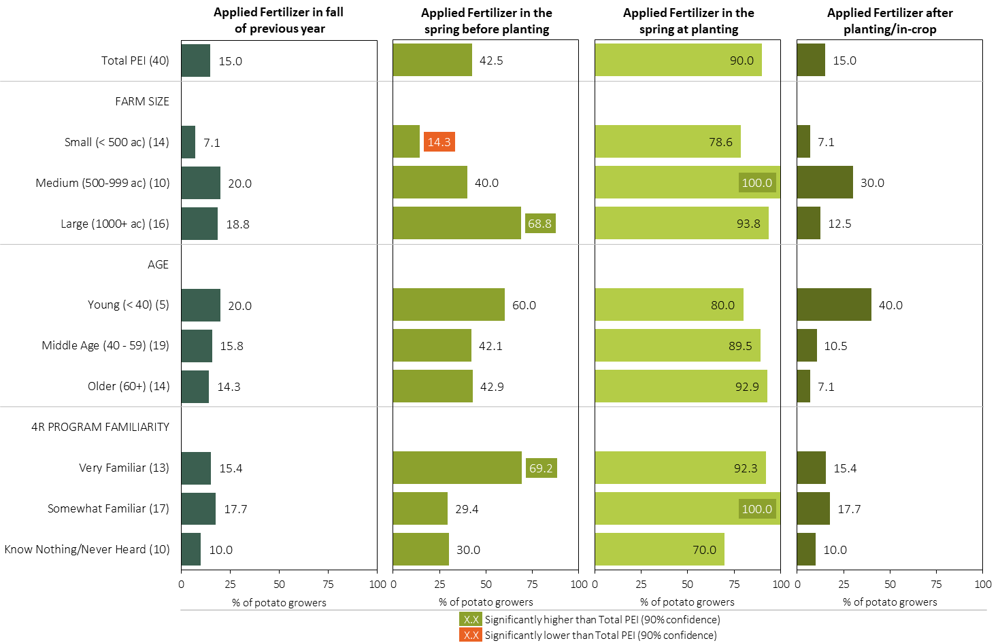 Applied Fertilizer in fall
of previous year
Applied Fertilizer in the
spring before planting
Applied Fertilizer in the
spring at planting
Applied Fertilizer after
planting/in-crop
Total PEI (40) 15.0 42.5 90.0 15.0
FARM SIZE
Small (< 500 ac) (14) 7.1 14.3 78.6 7.1
Medium (500-999 ac) (10) 20.0 40.0 100.0 30.0
Large (1000+ ac) (16) 18.8 68.8 93.8 12.5
AGE
Young (< 40) (5) 20.0 60.0 80.0 40.0
Middle Age (40 - 59) (19) 15.8 42.1 89.5 10.5
Older (60+) (14) 14.3 42.9 92.9 7.1
4R PROGRAM FAMILIARITY
Very Familiar (13) 15.4 69.2 92.3 15.4
Somewhat Familiar (17) 17.7 29.4 100.0 17.7
Know Nothing/Never Heard (10) 10.0 30.0 70.0 10.0
0 25 50 75 100 0 25 50 75 100 0 25 50 75 100 0 25 50 75 100
% of potato growers % of potato growers % of potato growers % of potato growers
X.X Significantly higher than Total PEI (90% confidence)
X.X Significantly lower than Total PEI (90% confidence)